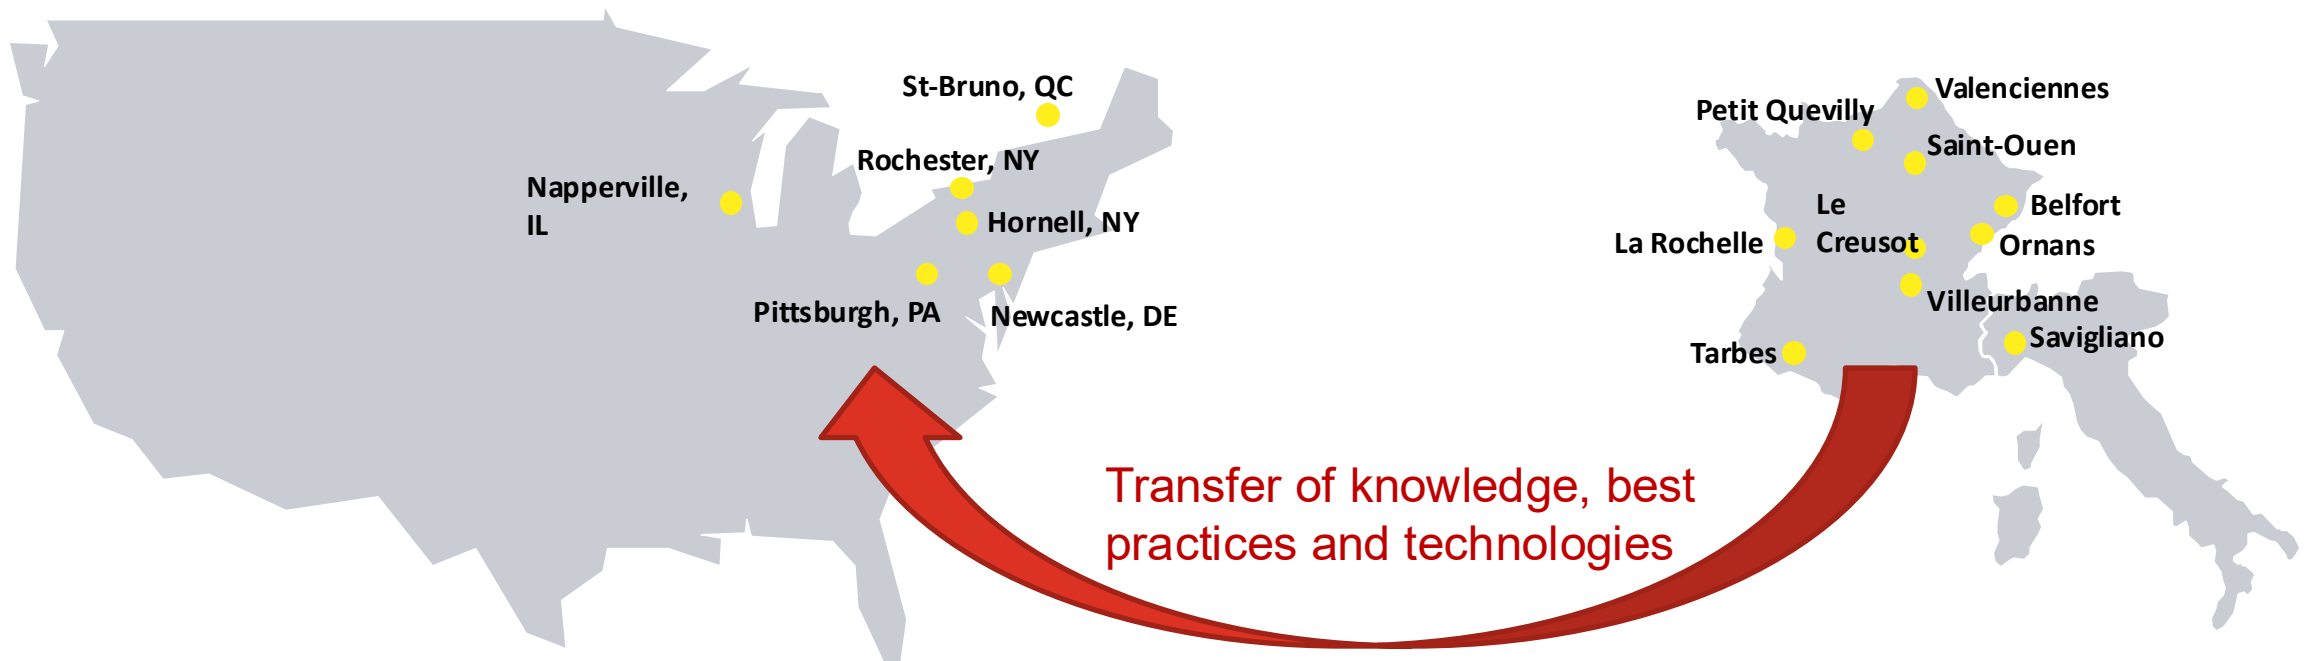 St-Bruno, QC
Rochester, NY
Napperville,
IL
Hornell, NY
Pittsburgh, PA
Newcastle, DE
Valenciennes
Petit Quevilly
Saint-Ouen
Le
Creusot
Belfort
La Rochelle
Ornans
Villeurbanne
Savigliano
Tarbes
Transfer of knowledge, best
practices and technologies